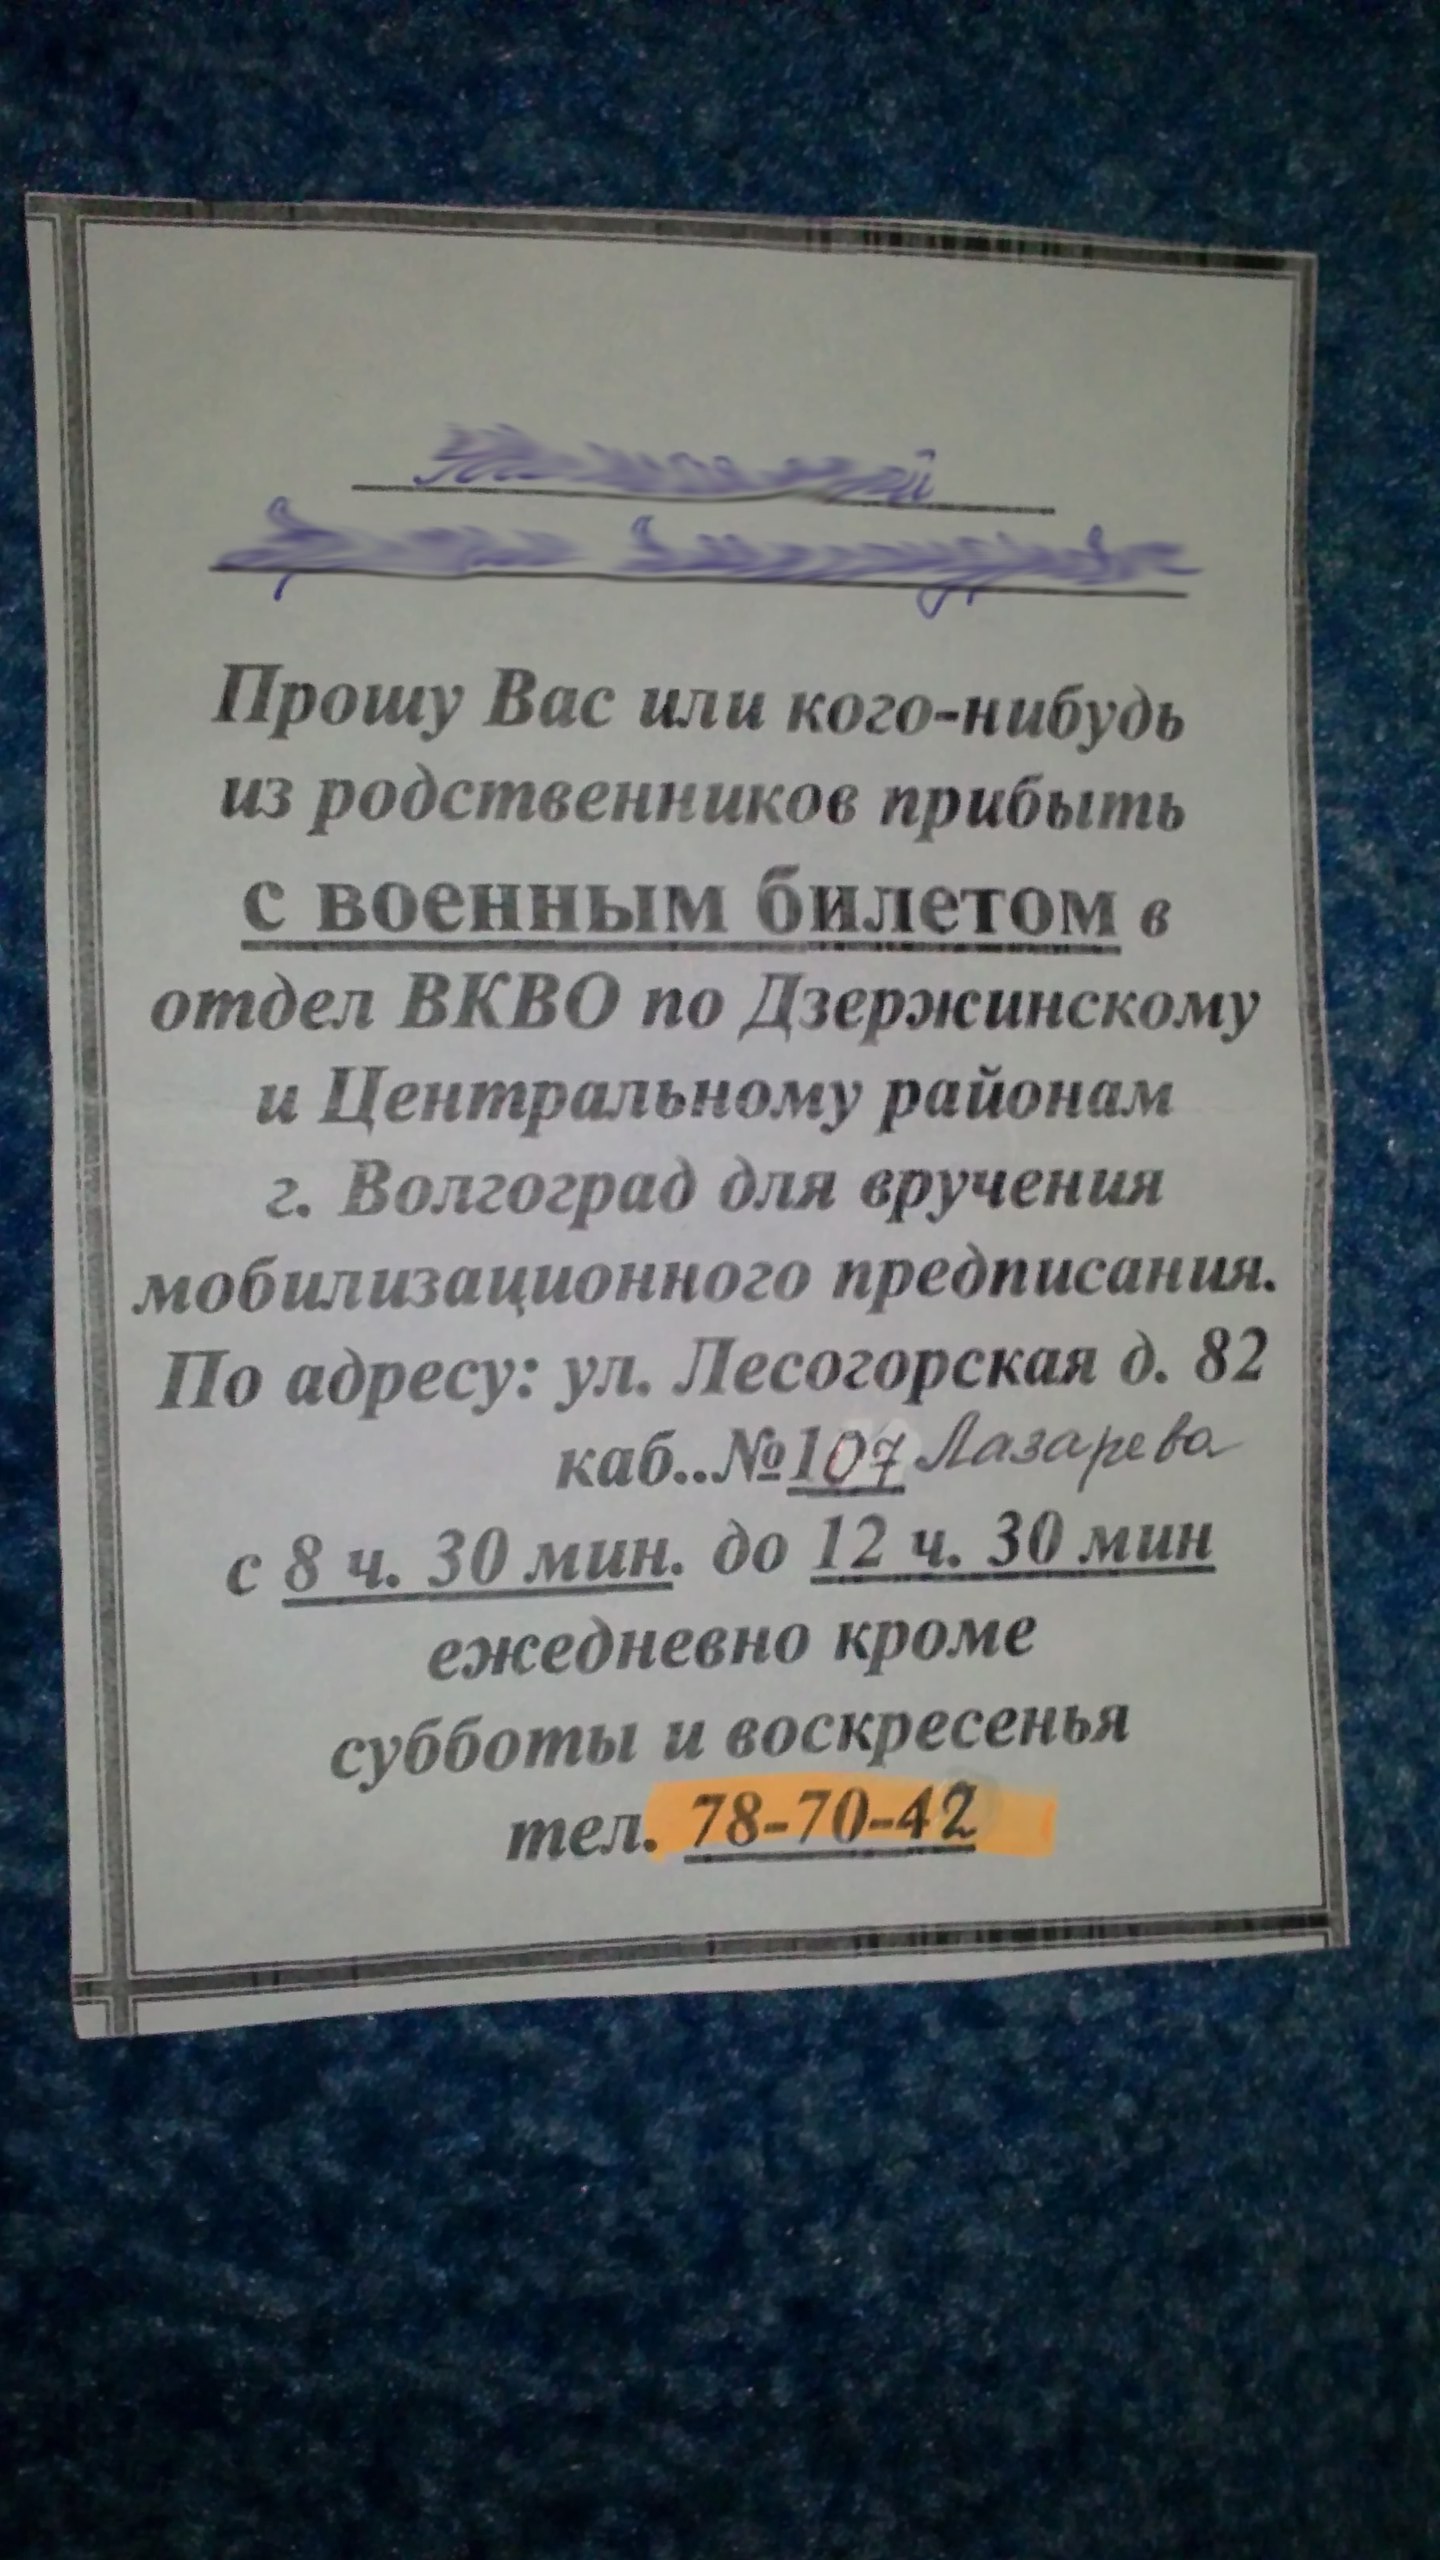 Прошу Вас или кого-нибудь
из родственников прибыть
с военным билетом в
отдел ВКВО по Дзержинскому
и Центральному районам
г. Волгоград для вручения
мобилизационного предписания.
По адресу: ул. Лесогорская д. 82
каб..№107 Лазарева
с 8 ч. 30 мин. до 12 ч. 30 мин
ежедневно кроме
субботы и воскресенья
тел. 78-70-42